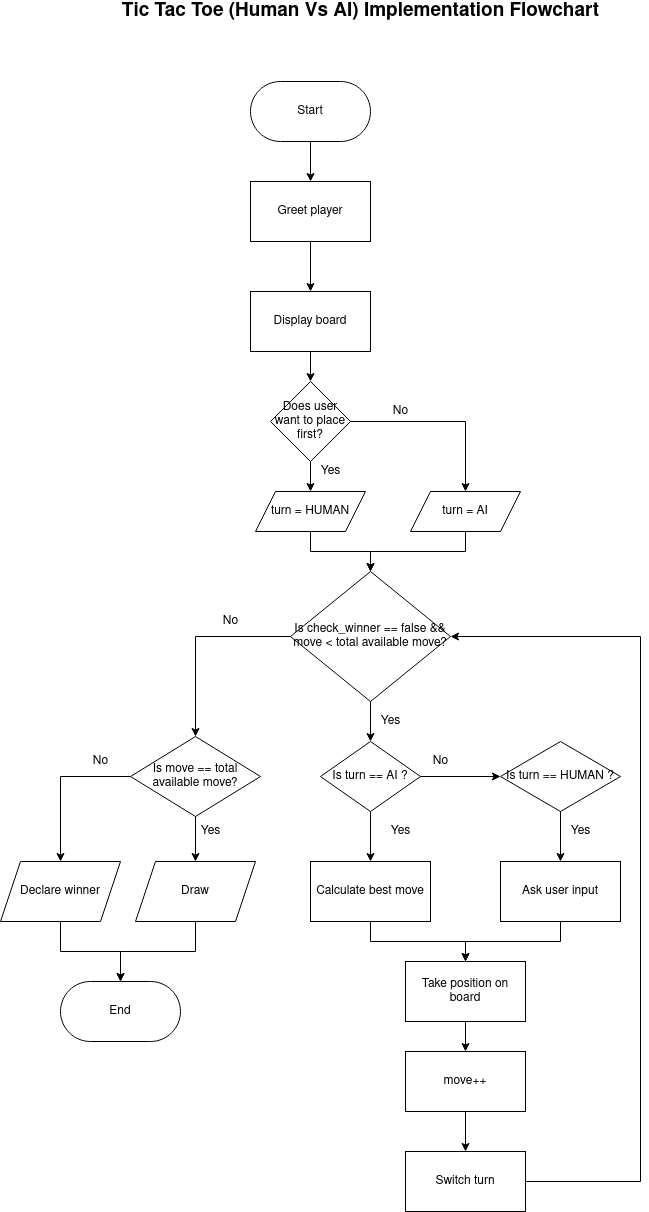 Tic Tac Toe (Human Vs AI) Implementation Flowchart
Start
Greet player
Display board
Does user
want to place
first?
No
Yes
turn = HUMAN
turn = AI
No
Is check_winner == false &&
move < total available move?
Yes
No
Is move == total
available move?
Yes
Is turn == AI ?
No
Is turn == HUMAN ?
Yes
Yes
Declare winner
Draw
Calculate best move
Ask user input
End
Take position on
board
move++
Switch turn